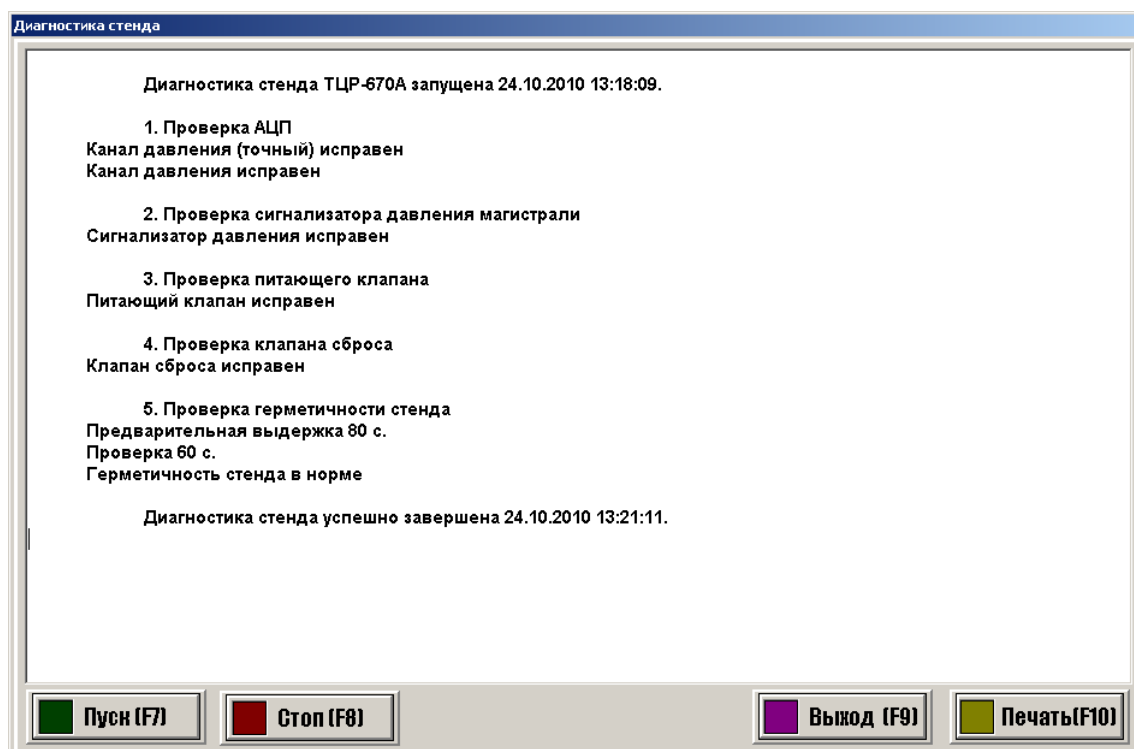 Диагностика стенда
Диагностика стенда ТЦР-670А запущена 24.10.2010 13:18:09.
1. Проверка АЦП
Канал давления (точный) исправен
Канал давления исправен
2. Проверка сигнализатора давления магистрали
Сигнализатор давления исправен
3. Проверка питающего клапана
Питающий клапан исправен
4. Проверка клапана сброса
Клапан сброса исправен
5. Проверка герметичности стенда
Предварительная выдержка 80 с.
Проверка 60 с.
Герметичность стенда в норме
Диагностика стенда успешно завершена 24.10.2010 13:21:11.
Пуск (F7)
Стоп (F8)
Выход (F9)
Печать(F10)